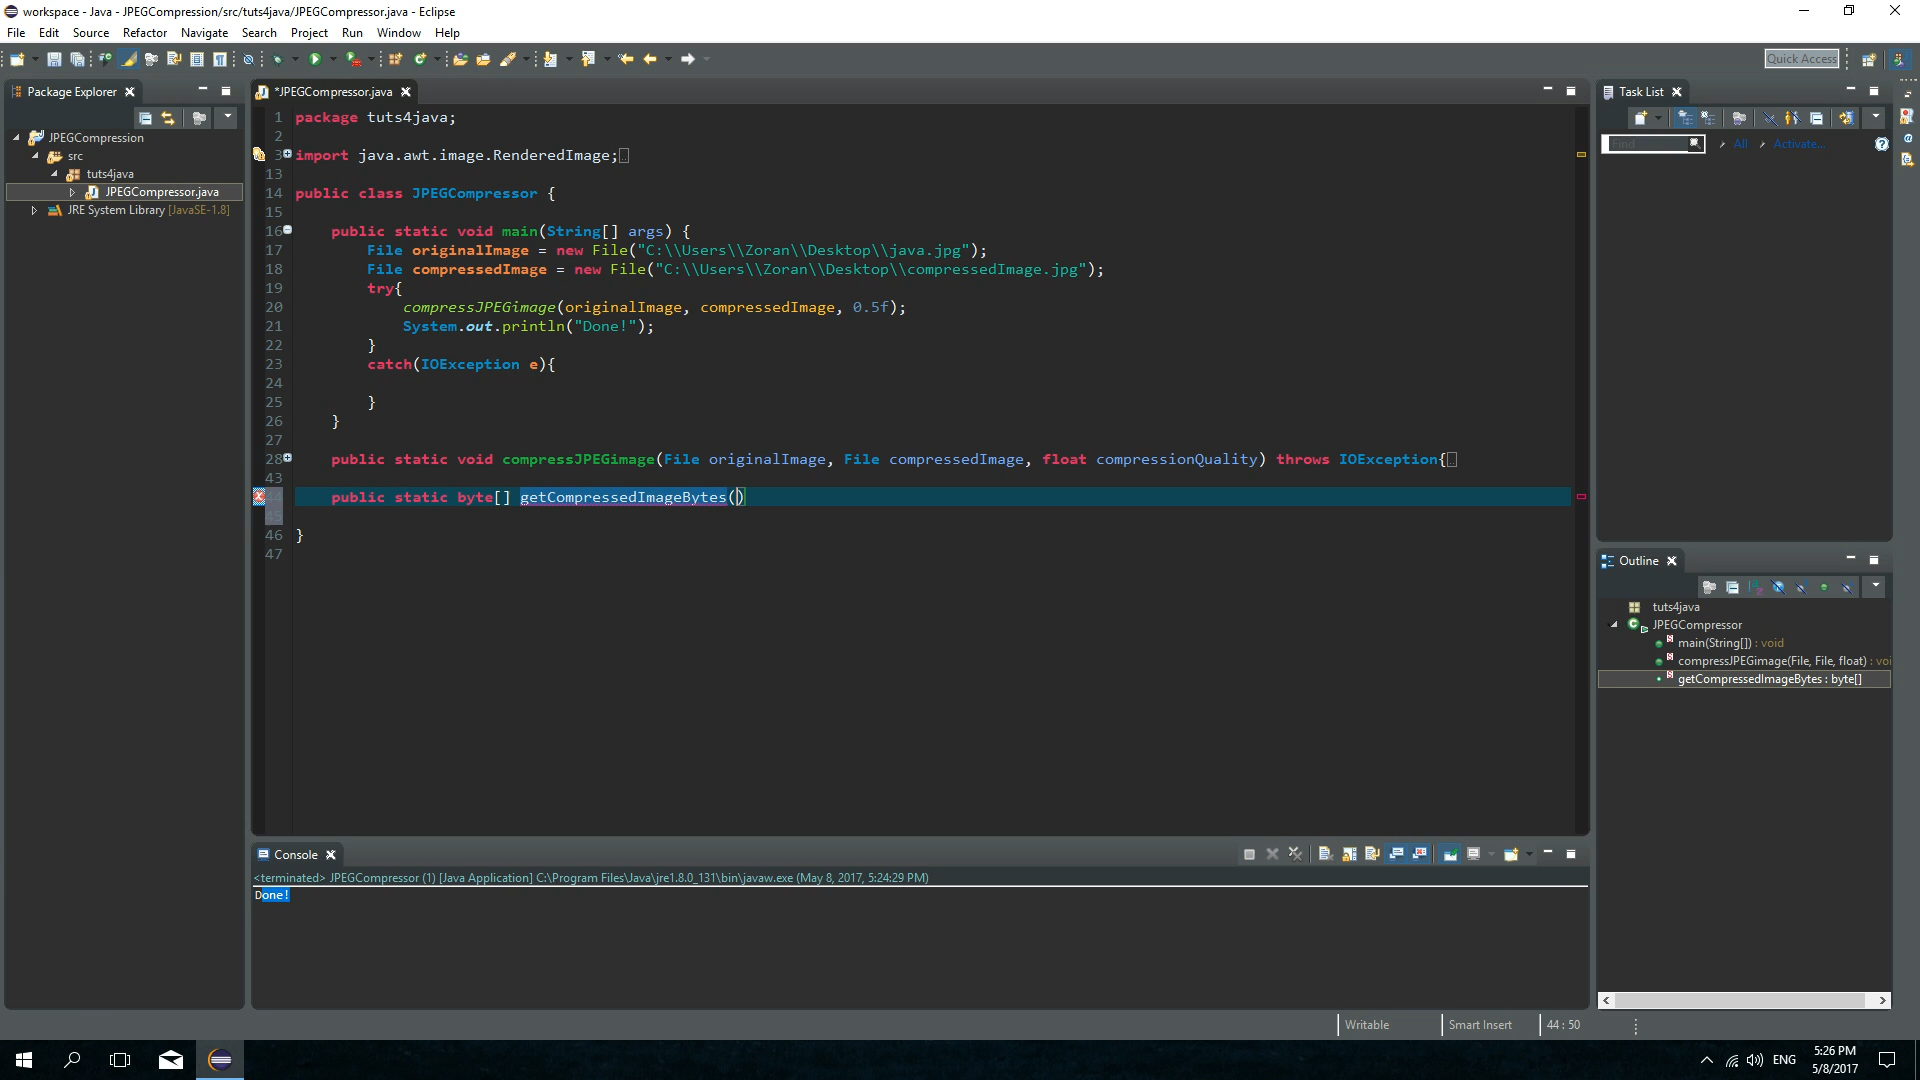 workspace - Java - JPEGCompression/src/tuts4java/JPEGCompressor.java - Eclipse
File Edit Source Refactor Navigate Search Project Run Window Help
Quick Access
Package Explorer
JPEGCompression
src
tuts4java
JPEGCompressor.java
JRE System Library [JavaSE-1.8]
*JPEGCompressor.java
1 package tuts4java;
2
3 import java.awt.image.RenderedImage;
13
14 public class JPEGCompressor {
15
16 public static void main(String[] args) {
17 File originalImage = new File("C:\\Users\\Zoran\\Desktop\\java.jpg");
18 File compressedImage = new File("C:\\Users\\Zoran\\Desktop\\compressedImage.jpg");
19 try{
20 compressJPEGimage(originalImage, compressedImage, 0.5f);
21 System.out.println("Done!");
22 }
23 catch(IOException e){
24
25 }
26 }
27
28 public static void compressJPEGimage(File originalImage, File compressedImage, float compressionQuality) throws IOException{
43
44 public static byte[] getCompressedImageBytes()
45
46 }
47
Console
<terminated> JPEGCompressor (1) [Java Application] C:\Program Files\Java\jre1.8.0_131\bin\javaw.exe (May 8, 2017, 5:24:29 PM)
Done!
Task List
Find All Activate...
Outline
tuts4java
JPEGCompressor
main(String[]) : void
compressJPEGimage(File, File, float) : voi
getCompressedImageBytes : byte[]
Writable Smart Insert 44 : 50
ENG
5:26 PM
5/8/2017